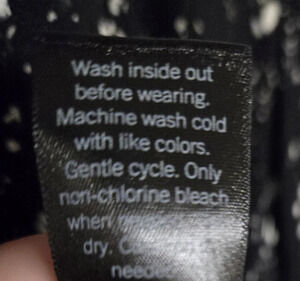 Wash inside out
before wearing.
Machine wash cold
with like colors.
Gentle cycle. Only
non-chlorine bleach
when
dry.